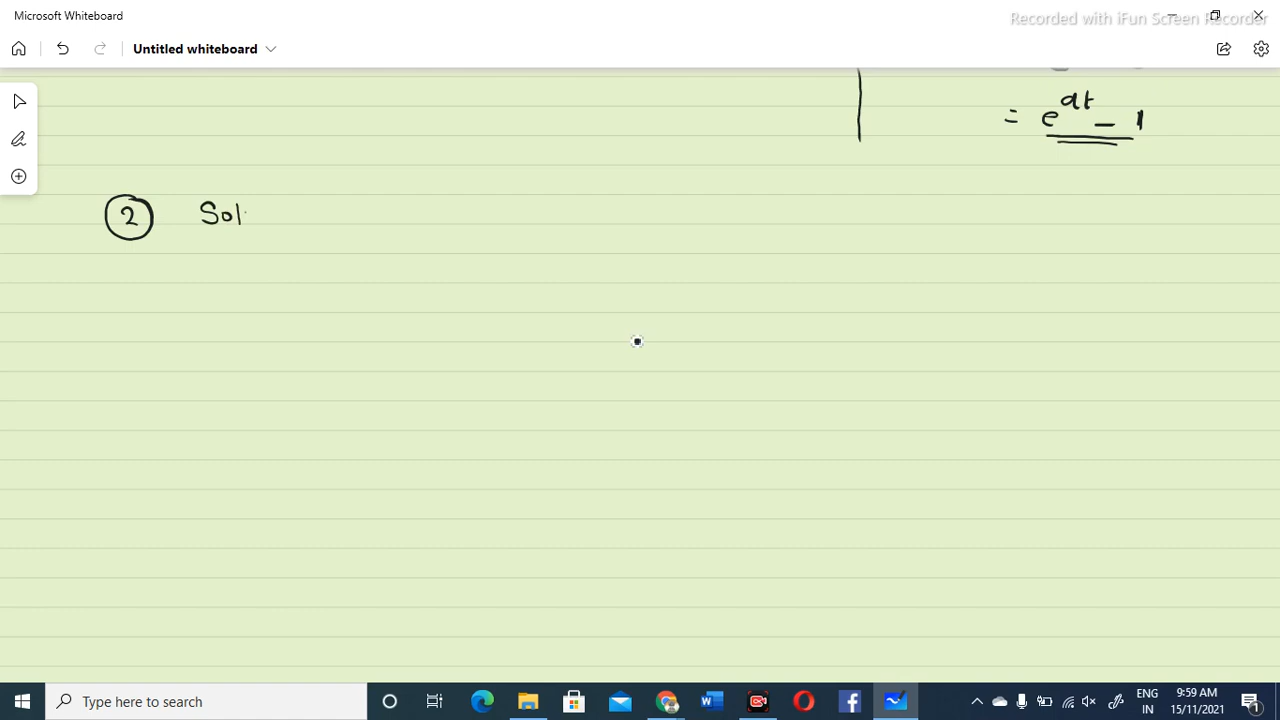 Microsoft Whiteboard
Recorded with iFun Screen Recorder
Untitled whiteboard
= e^at - 1
2 Sol
Type here to search
ENG
IN
9:59 AM
15/11/2021
1